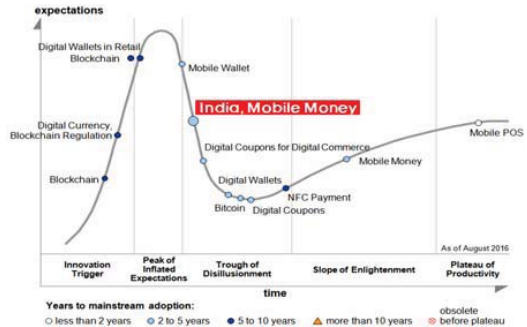 expectations
Digital Wallets in Retail
Blockchain
Mobile Wallet
India, Mobile Money
Digital Currency,
Blockchain Regulation
Mobile POS
Digital Coupons for Digital Commerce
Mobile Money
Blockchain
Digital Wallets
NFC Payment
Bitcoin
Digital Coupons
As of August 2016
Innovation
Trigger
Peak of
Inflated
Expectations
Trough of
Disillusionment
Slope of Enlightenment
Plateau of
Productivity
time
Years to mainstream adoption:
less than 2 years
2 to 5 years
5 to 10 years
more than 10 years
obsolete
before plateau